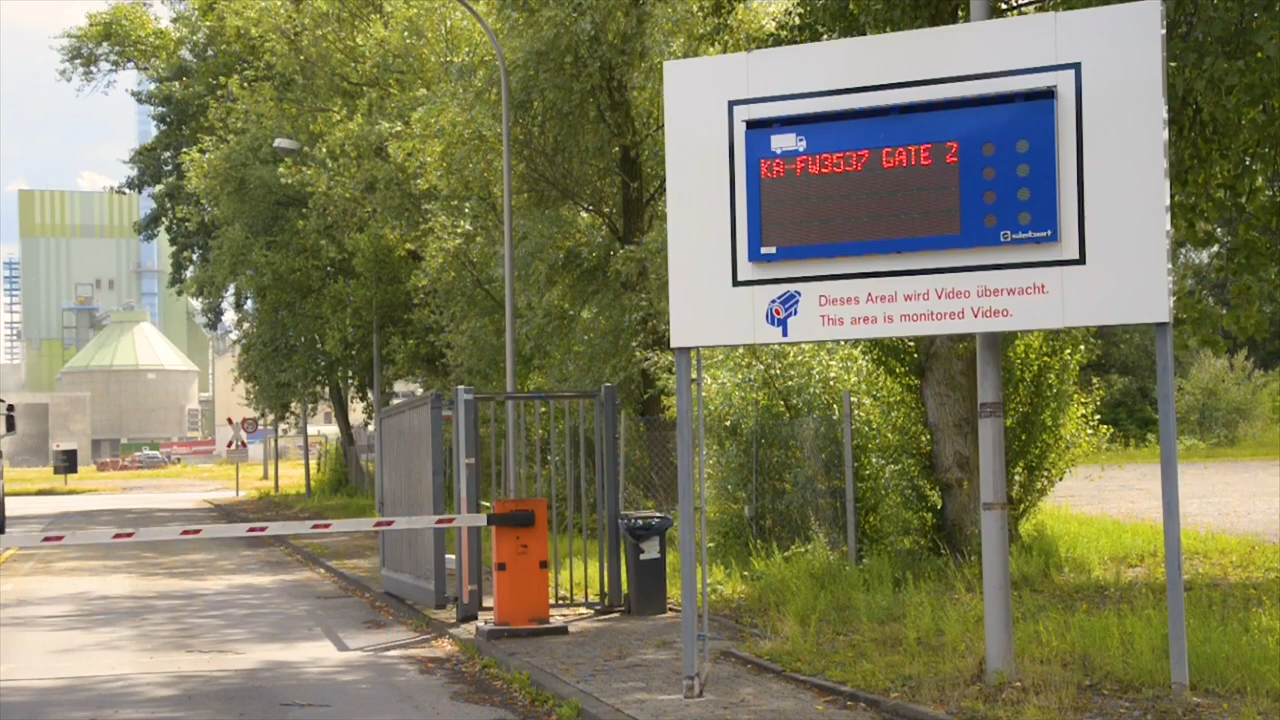 KA-FW3537 GATE 2
siebert
Dieses Areal wird Video überwacht.
This area is monitored Video.